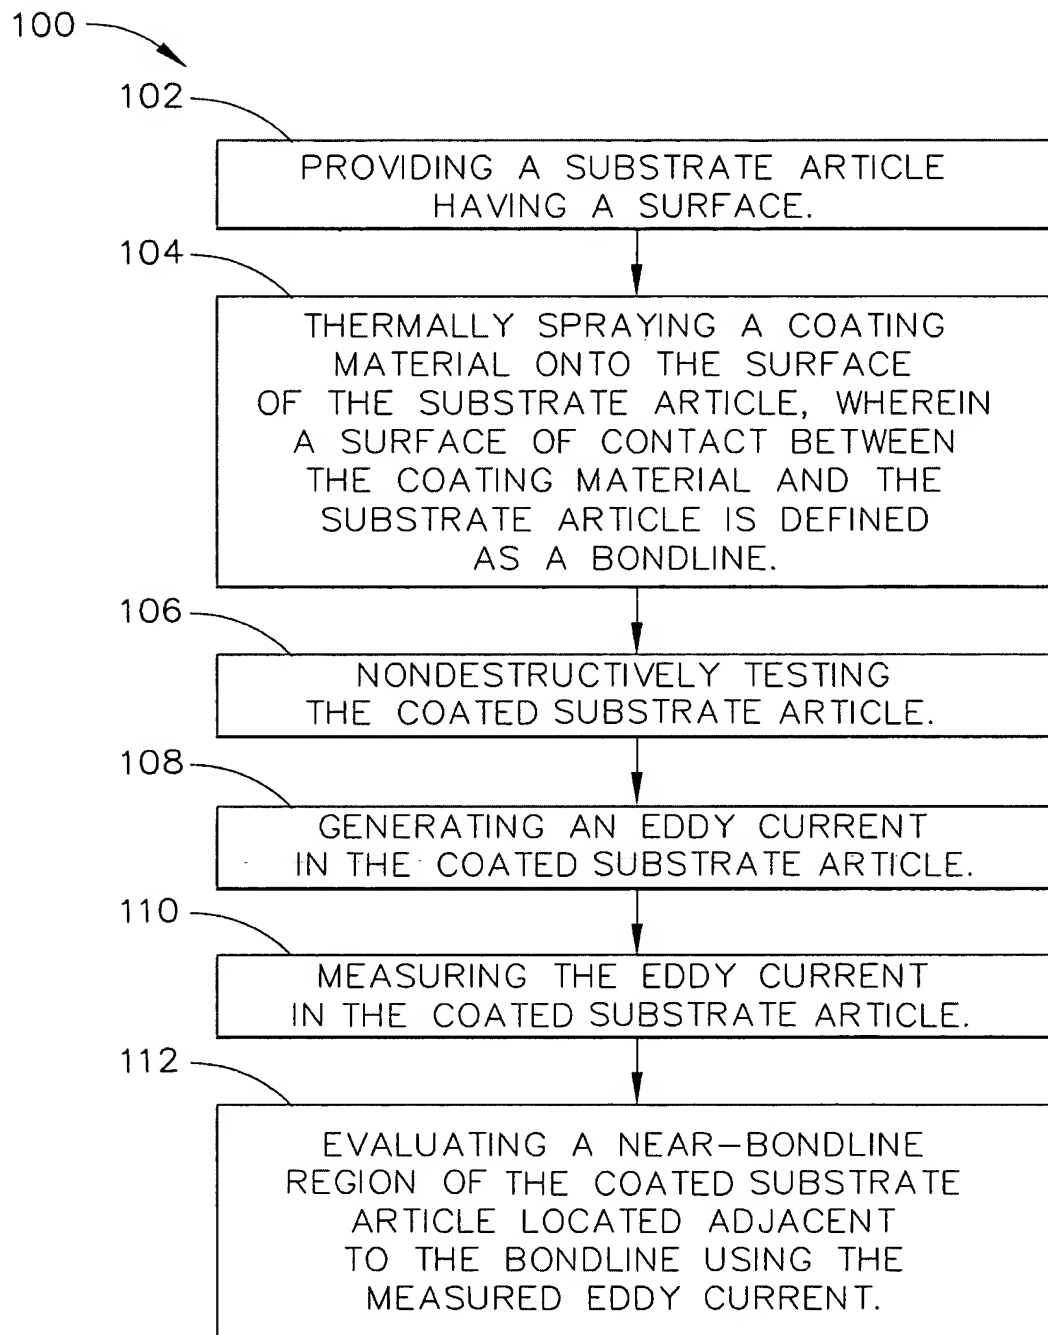 100
102
PROVIDING A SUBSTRATE ARTICLE
HAVING A SURFACE.
104
THERMALLY SPRAYING A COATING
MATERIAL ONTO THE SURFACE
OF THE SUBSTRATE ARTICLE, WHEREIN
A SURFACE OF CONTACT BETWEEN
THE COATING MATERIAL AND THE
SUBSTRATE ARTICLE IS DEFINED
AS A BONDLINE.
106
NONDESTRUCTIVELY TESTING
THE COATED SUBSTRATE ARTICLE.
108
GENERATING AN EDDY CURRENT
IN THE COATED SUBSTRATE ARTICLE.
110
MEASURING THE EDDY CURRENT
IN THE COATED SUBSTRATE ARTICLE.
112
EVALUATING A NEAR-BONDLINE
REGION OF THE COATED SUBSTRATE
ARTICLE LOCATED ADJACENT
TO THE BONDLINE USING THE
MEASURED EDDY CURRENT.